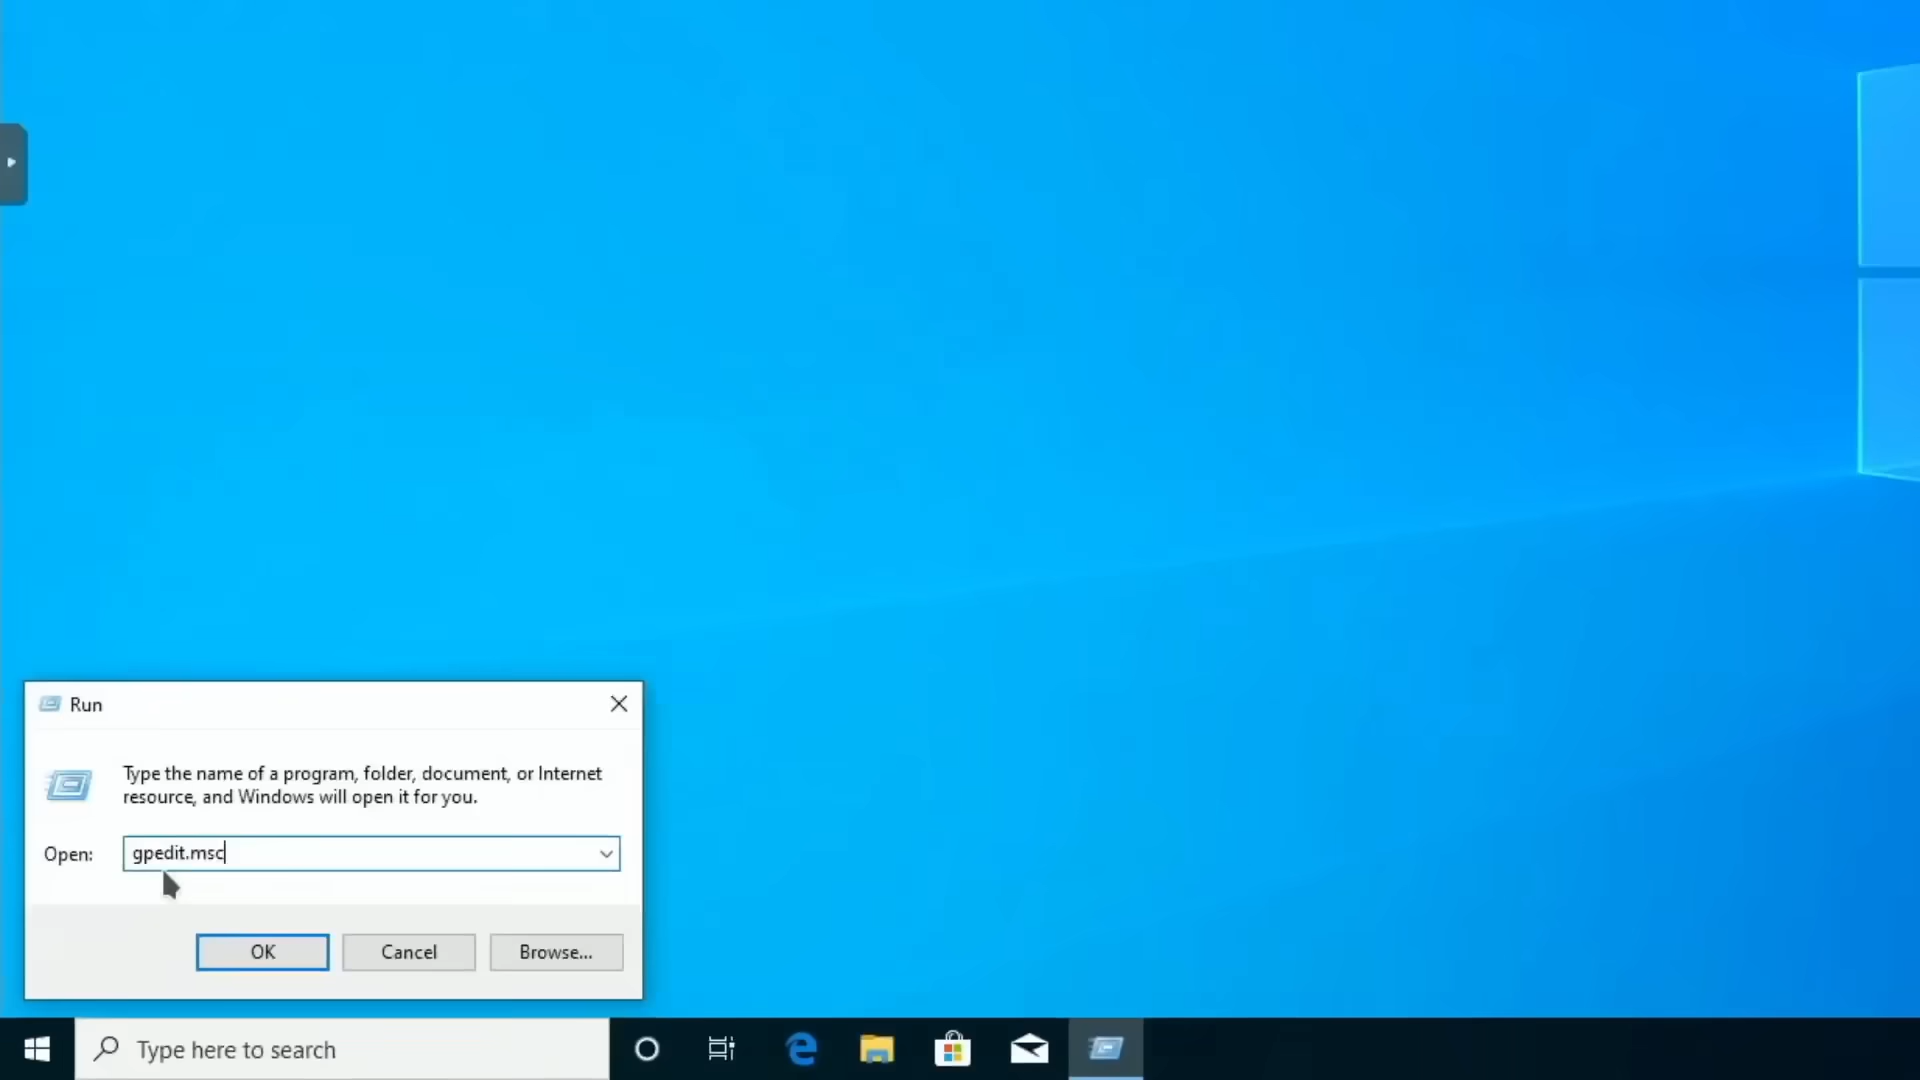 Run
Type the name of a program, folder, document, or Internet
resource, and Windows will open it for you.
Open: gpedit.msc
OK Cancel Browse...
Type here to search